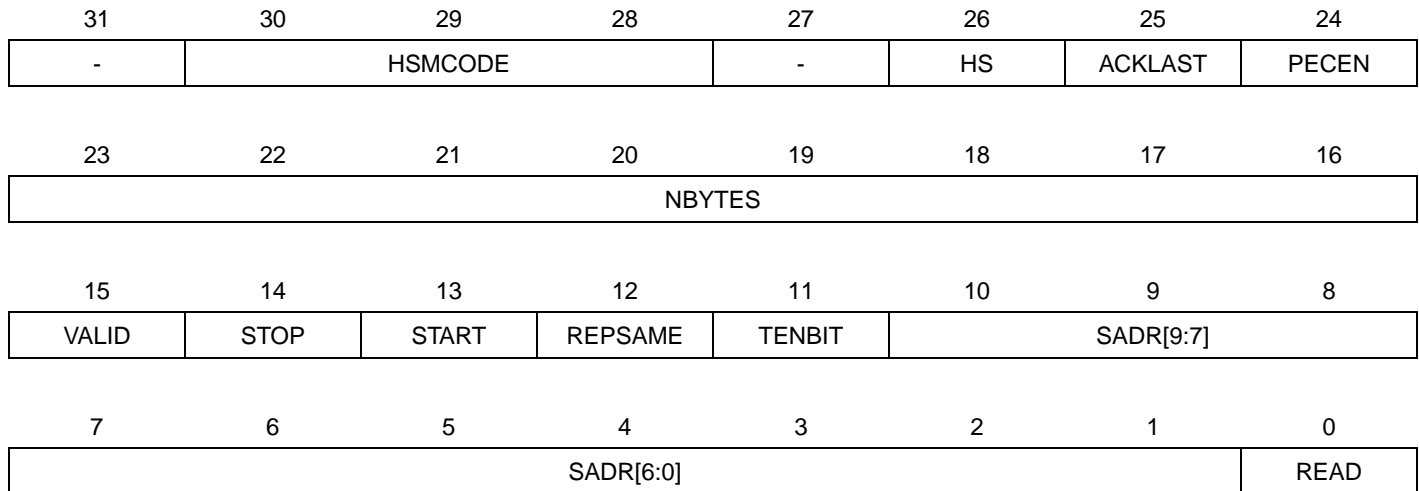 31 30 29 28 27 26 25 24
- HSMCODE - HS ACKLAST PECEN
23 22 21 20 19 18 17 16
NBYTES
15 14 13 12 11 10 9 8
VALID STOP START REPSAME TENBIT SADR[9:7]
7 6 5 4 3 2 1 0
SADR[6:0] READ